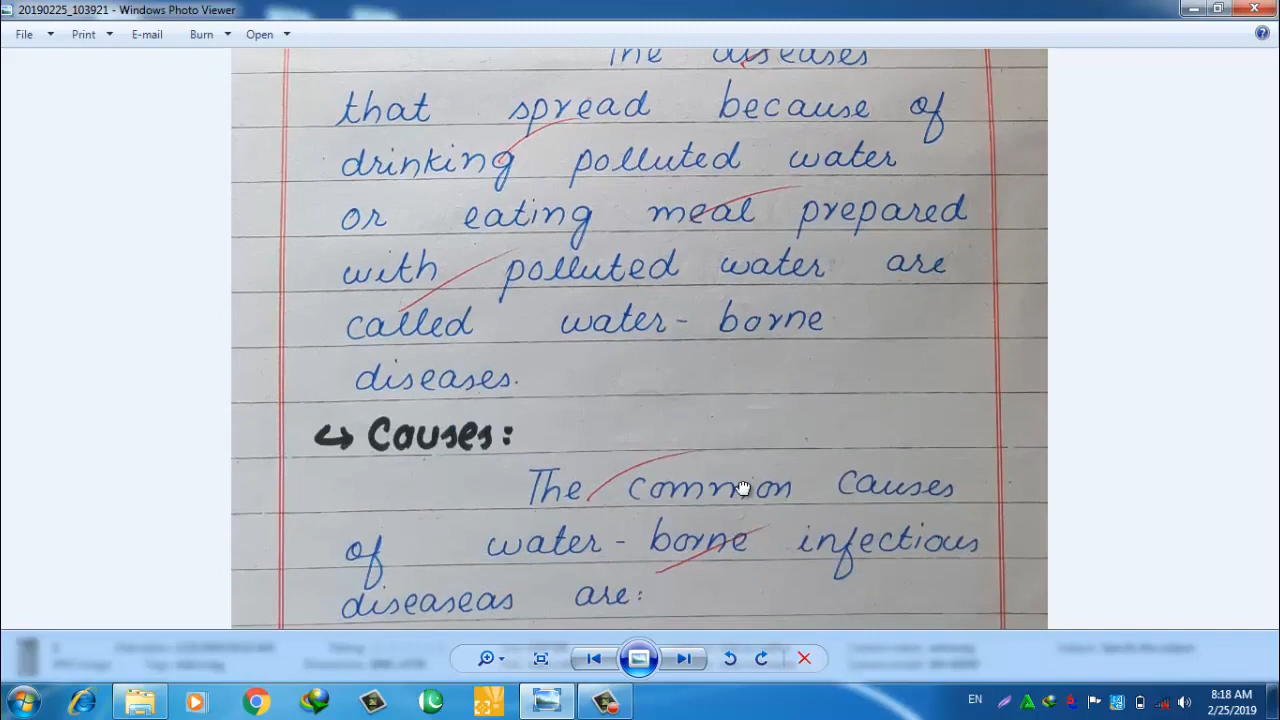 20190225_103921 - Windows Photo Viewer
File Print E-mail Burn Open
The diseases
that spread because of
drinking polluted water
or eating meal prepared
with polluted water are
called water-borne
diseases.
↪ Causes:
The common causes
of water-borne infectious
diseaseas are:
EN
8:18 AM
2/25/2019